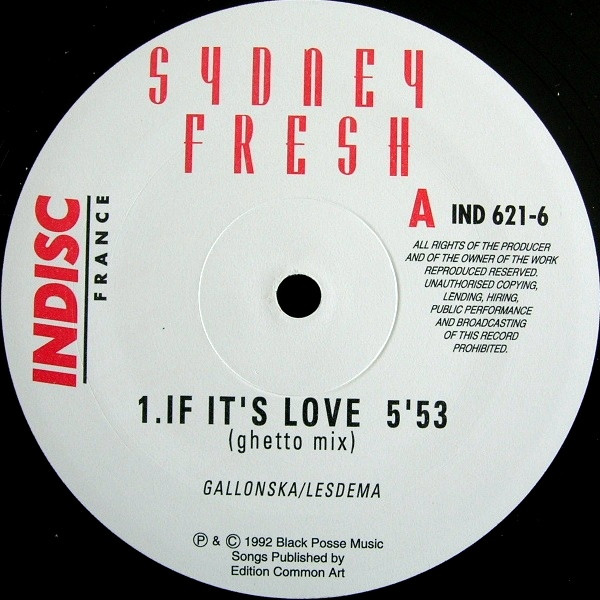 SYDNEY
FRESH
INDISC
FRANCE
A IND 621-6
ALL RIGHTS OF THE PRODUCER
AND OF THE OWNER OF THE WORK
REPRODUCED RESERVED.
UNAUTHORISED COPYING,
LENDING, HIRING,
PUBLIC PERFORMANCE
AND BROADCASTING
OF THIS RECORD
PROHIBITED.
1.IF IT'S LOVE 5'53
(ghetto mix)
GALLONSKA/LESDEMA
Ⓟ & © 1992 Black Posse Music
Songs Published by
Edition Common Art